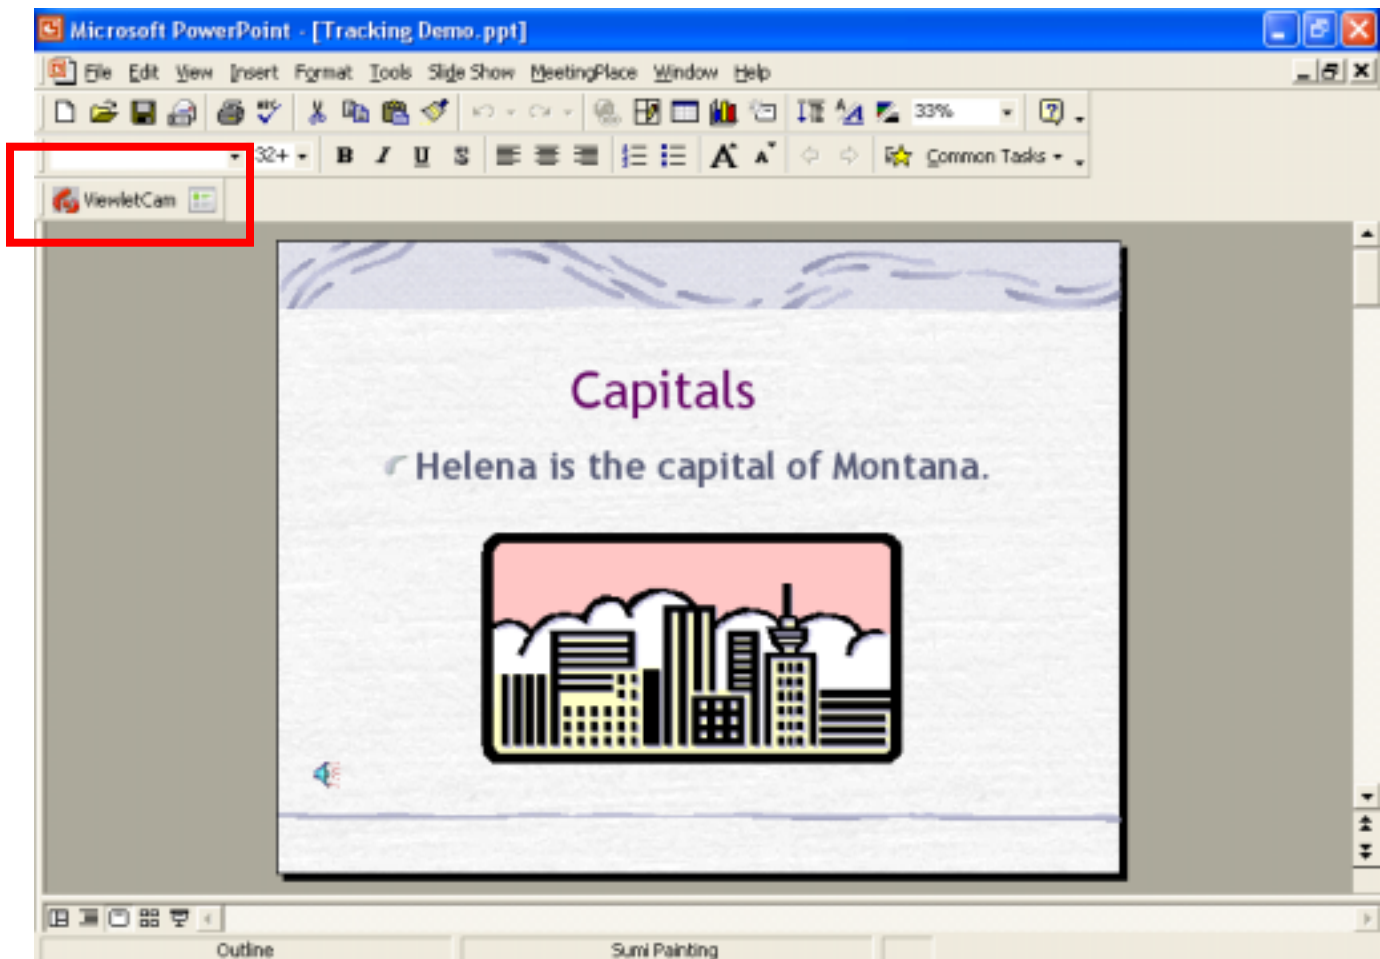 Microsoft PowerPoint - [Tracking Demo.ppt]
File Edit View Insert Format Tools Slide Show MeetingPlace Window Help
33%
32+ B I U S A A Common Tasks
ViewletCam
Capitals
Helena is the capital of Montana.
Outline Sumi Painting